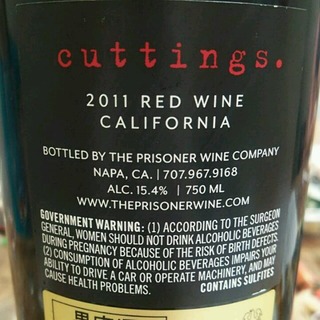 cuttings.
2011 RED WINE
CALIFORNIA
BOTTLED BY THE PRISONER WINE COMPANY
NAPA, CA. | 707.967.9168
ALC. 15.4% | 750 ML
WWW.THEPRISONERWINE.COM
GOVERNMENT WARNING: (1) ACCORDING TO THE SURGEON
GENERAL, WOMEN SHOULD NOT DRINK ALCOHOLIC BEVERAGES
DURING PREGNANCY BECAUSE OF THE RISK OF BIRTH DEFECTS.
(2) CONSUMPTION OF ALCOHOLIC BEVERAGES IMPAIRS YOUR
ABILITY TO DRIVE A CAR OR OPERATE MACHINERY, AND MAY
CAUSE HEALTH PROBLEMS. CONTAINS SULFITES